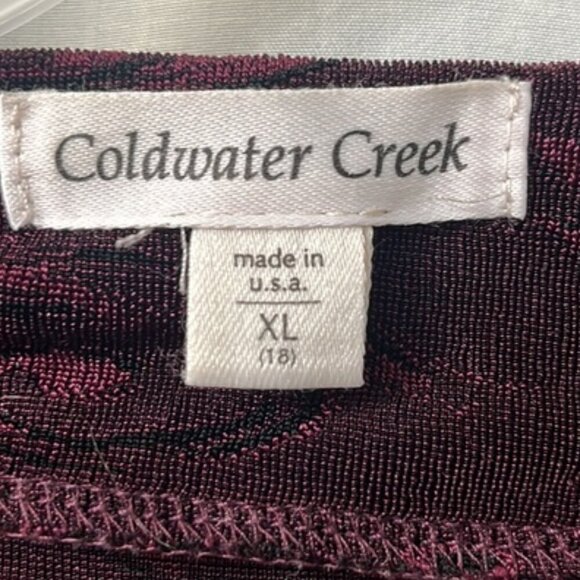 Coldwater Creek
made in
u.s.a.
XL
(18)